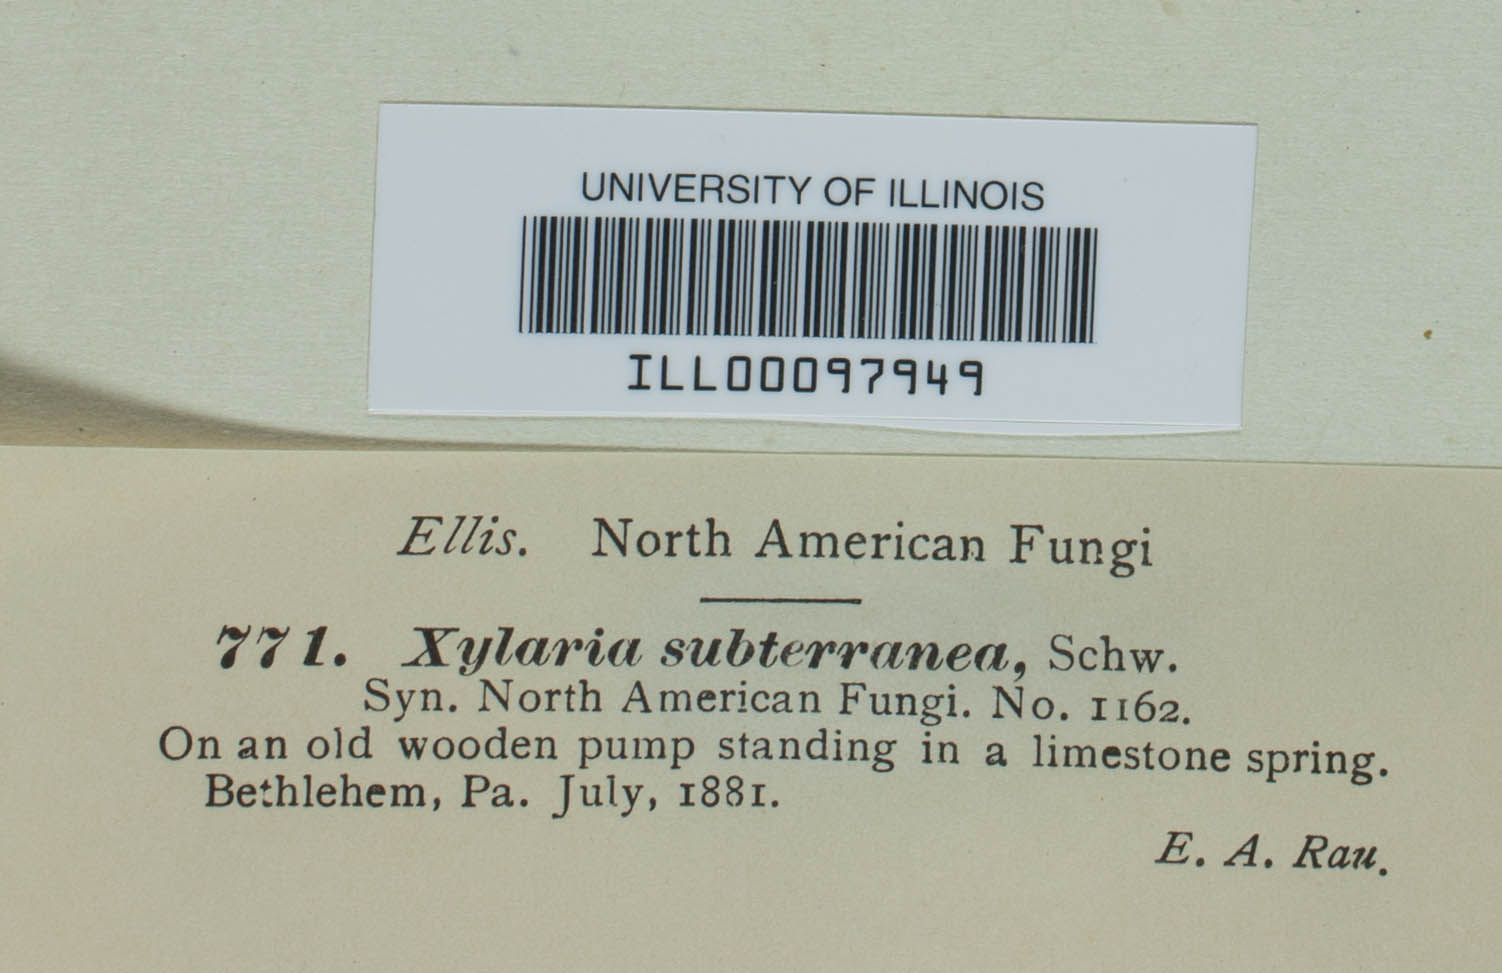 UNIVERSITY OF ILLINOIS
ILL00097949
Ellis. North American Fungi
771. Xylaria subterranea, Schw.
Syn. North American Fungi. No. 1162.
On an old wooden pump standing in a limestone spring.
Bethlehem, Pa. July, 1881.
E. A. Rau.